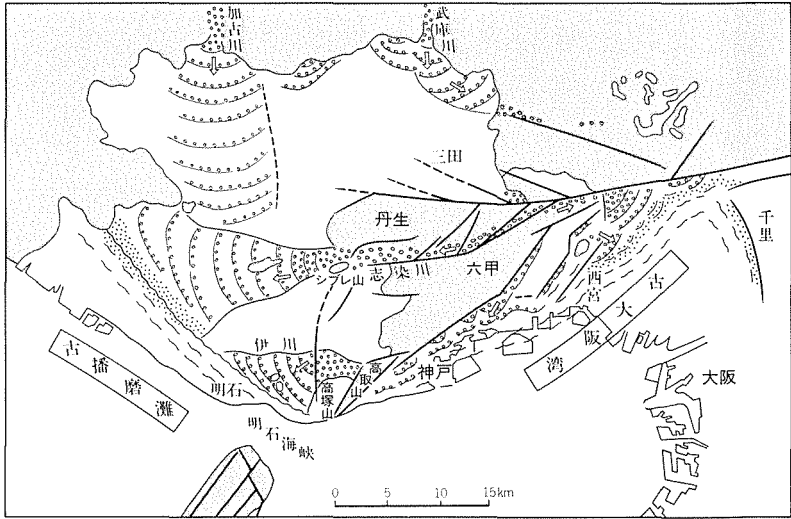 加古川
武庫川
三田
丹生
千里
シブレ山
志染川
六甲
西宮
古大阪湾
伊川
高塚山
高取山
神戸
大阪
古播磨灘
明石
明石海峡
0 5 10 15km